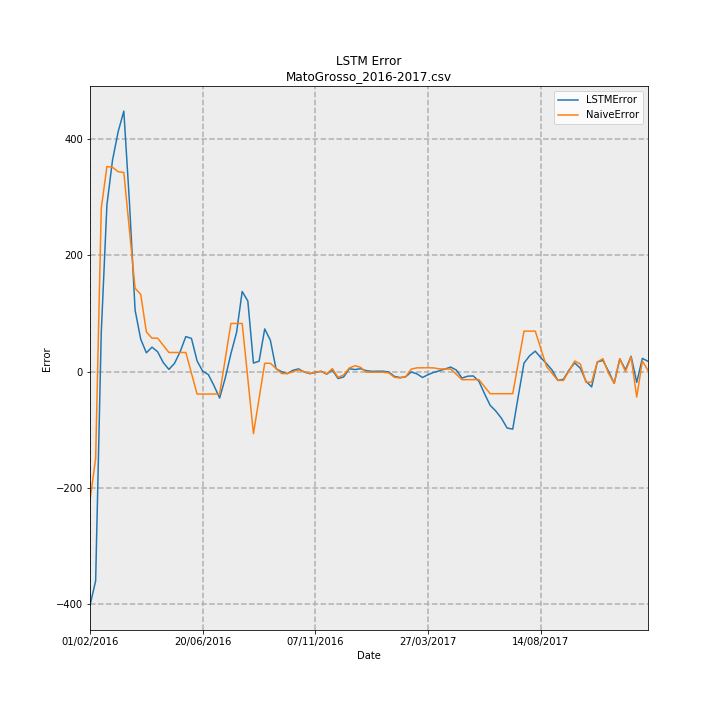 LSTM Error
MatoGrosso_2016-2017.csv
LSTMError
NaiveError
400
200
0
−200
−400
Error
01/02/2016 20/06/2016 07/11/2016 27/03/2017 14/08/2017
Date